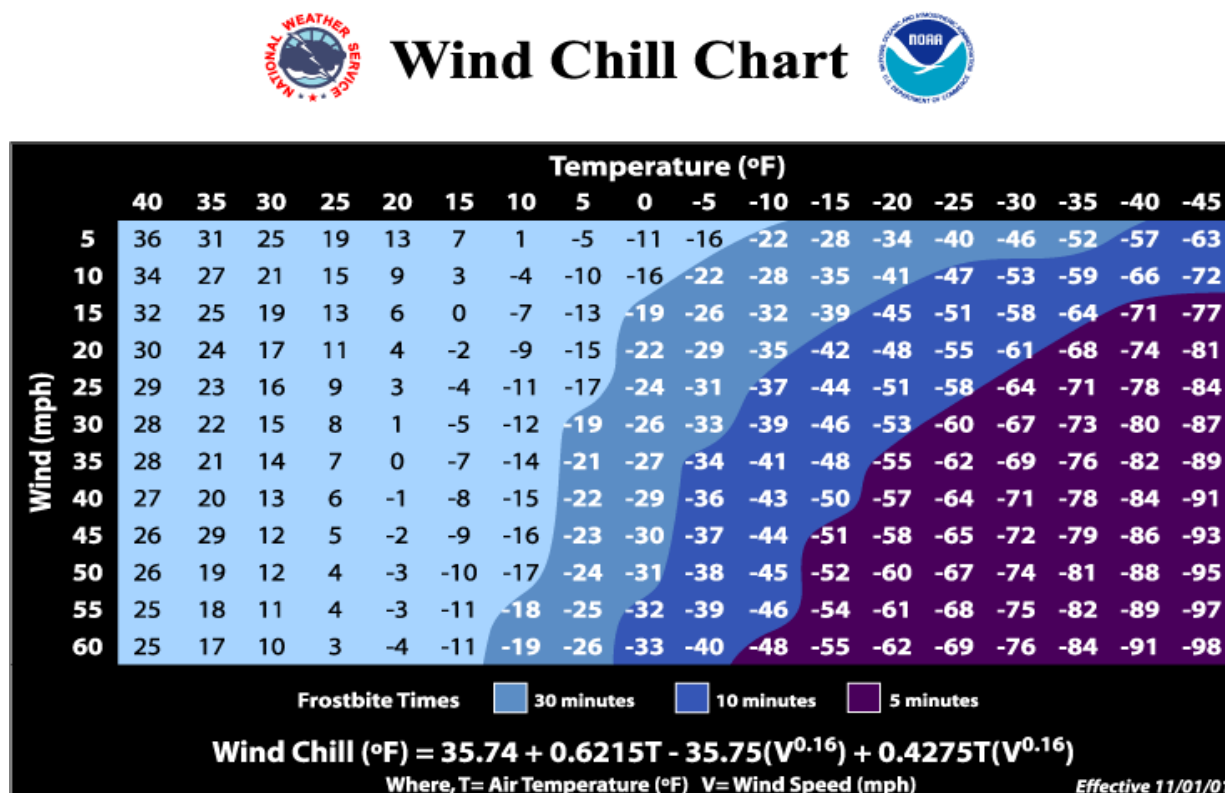 NATIONAL WEATHER SERVICE
Wind Chill Chart
NATIONAL OCEANIC AND ATMOSPHERIC ADMINISTRATION
NOAA
U.S. DEPARTMENT OF COMMERCE
Temperature (ºF)
40 35 30 25 20 15 10 5 0 -5 -10 -15 -20 -25 -30 -35 -40 -45
Wind (mph)
5 36 31 25 19 13 7 1 -5 -11 -16 -22 -28 -34 -40 -46 -52 -57 -63
10 34 27 21 15 9 3 -4 -10 -16 -22 -28 -35 -41 -47 -53 -59 -66 -72
15 32 25 19 13 6 0 -7 -13 -19 -26 -32 -39 -45 -51 -58 -64 -71 -77
20 30 24 17 11 4 -2 -9 -15 -22 -29 -35 -42 -48 -55 -61 -68 -74 -81
25 29 23 16 9 3 -4 -11 -17 -24 -31 -37 -44 -51 -58 -64 -71 -78 -84
30 28 22 15 8 1 -5 -12 -19 -26 -33 -39 -46 -53 -60 -67 -73 -80 -87
35 28 21 14 7 0 -7 -14 -21 -27 -34 -41 -48 -55 -62 -69 -76 -82 -89
40 27 20 13 6 -1 -8 -15 -22 -29 -36 -43 -50 -57 -64 -71 -78 -84 -91
45 26 29 12 5 -2 -9 -16 -23 -30 -37 -44 -51 -58 -65 -72 -79 -86 -93
50 26 19 12 4 -3 -10 -17 -24 -31 -38 -45 -52 -60 -67 -74 -81 -88 -95
55 25 18 11 4 -3 -11 -18 -25 -32 -39 -46 -54 -61 -68 -75 -82 -89 -97
60 25 17 10 3 -4 -11 -19 -26 -33 -40 -48 -55 -62 -69 -76 -84 -91 -98
Frostbite Times 30 minutes 10 minutes 5 minutes
Wind Chill (ºF) = 35.74 + 0.6215T - 35.75(V^0.16) + 0.4275T(V^0.16)
Where, T= Air Temperature (ºF) V= Wind Speed (mph) Effective 11/01/0